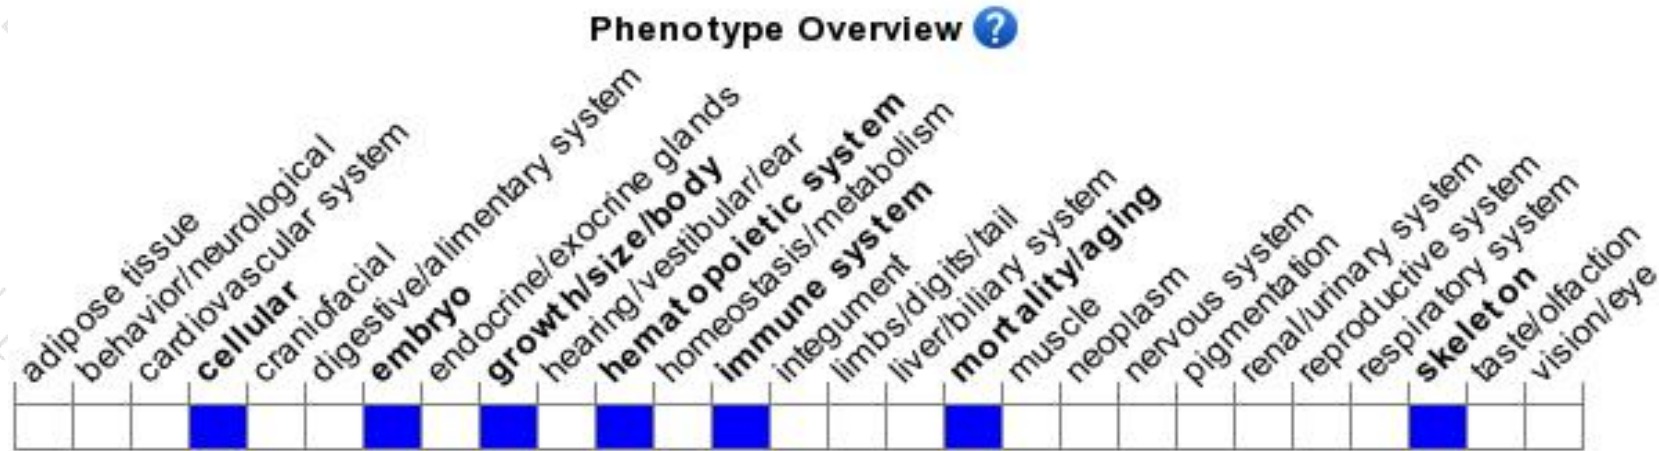 Phenotype Overview ?
adipose tissue
behavior/neurological
cardiovascular system
cellular
craniofacial
digestive/alimentary system
embryo
endocrine/exocrine glands
growth/size/body
hearing/vestibular/ear
hematopoietic system
homeostasis/metabolism
immune system
integument
limbs/digits/tail
liver/biliary system
mortality/aging
muscle
neoplasm
nervous system
pigmentation
renal/urinary system
reproductive system
respiratory system
skeleton
taste/olfaction
vision/eye